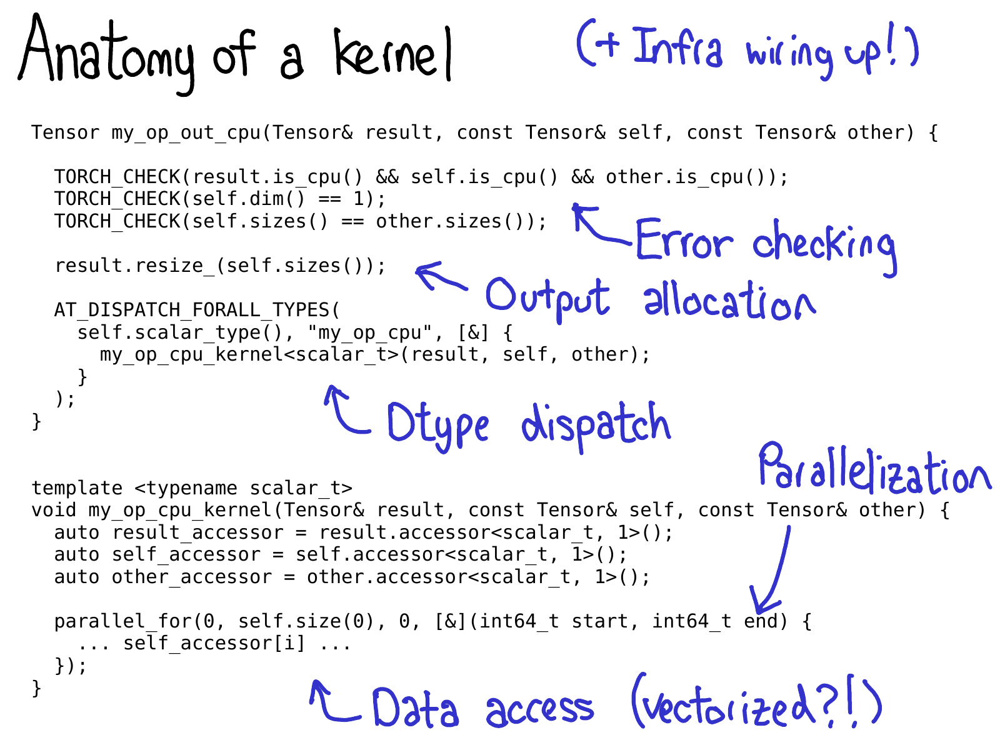 Anatomy of a kernel (+ Infra wiring up!)
Tensor my_op_out_cpu(Tensor& result, const Tensor& self, const Tensor& other) {
TORCH_CHECK(result.is_cpu() && self.is_cpu() && other.is_cpu());
TORCH_CHECK(self.dim() == 1);
TORCH_CHECK(self.sizes() == other.sizes());
Error checking
result.resize_(self.sizes());
Output allocation
AT_DISPATCH_FORALL_TYPES(
self.scalar_type(), "my_op_cpu", [&] {
my_op_cpu_kernel<scalar_t>(result, self, other);
}
);
}
Dtype dispatch
Parallelization
template <typename scalar_t>
void my_op_cpu_kernel(Tensor& result, const Tensor& self, const Tensor& other) {
auto result_accessor = result.accessor<scalar_t, 1>();
auto self_accessor = self.accessor<scalar_t, 1>();
auto other_accessor = other.accessor<scalar_t, 1>();
parallel_for(0, self.size(0), 0, [&](int64_t start, int64_t end) {
... self_accessor[i] ...
});
}
Data access (vectorized?!)